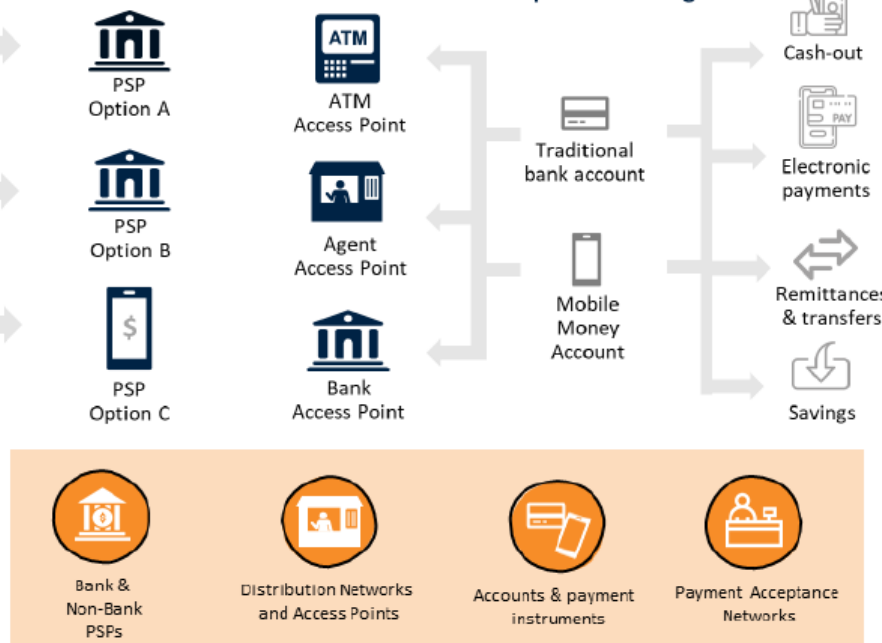 PSP
Option A
ATM
ATM
Access Point
Cash-out
Traditional
bank account
PAY
Electronic
payments
PSP
Option B
Agent
Access Point
$
PSP
Option C
Bank
Access Point
Mobile
Money
Account
Remittances
& transfers
Savings
Bank &
Non-Bank
PSPs
Distribution Networks
and Access Points
Accounts & payment
instruments
Payment Acceptance
Networks